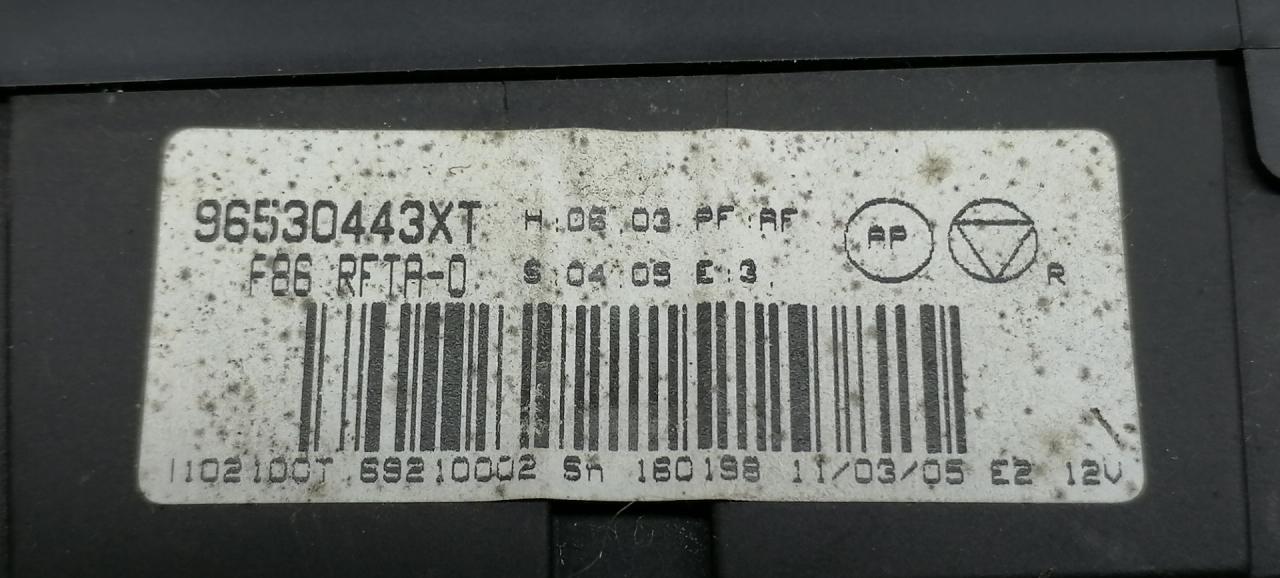 96530443XT H:06.03 PF:AF
AP
F86 RFTA-0 S:04.05 E:3
R
110210CT 69210002 Sn 160198 11/03/05 E2 12V